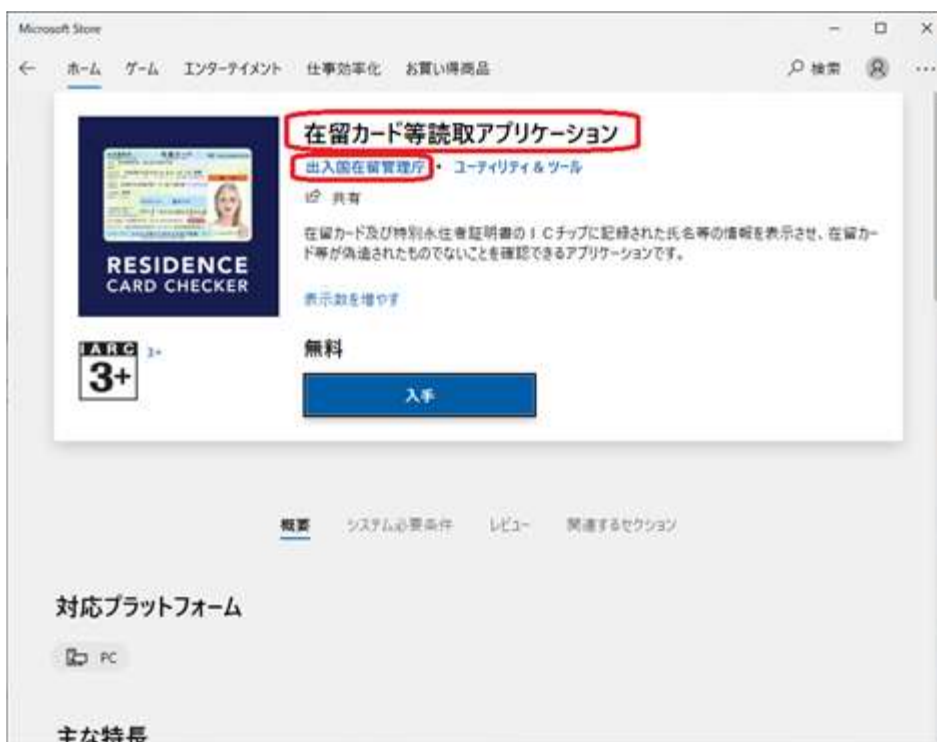 Microsoft Store
ホーム ゲーム エンターテイメント 仕事効率化 お買い得商品 検索
在留カード等読取アプリケーション
出入国在留管理庁 • ユーティリティ & ツール
共有
在留カード及び特別永住者証明書のICチップに記録された氏名等の情報を表示させ、在留カー
ド等が偽造されたものでないことを確認できるアプリケーションです。
表示数を増やす
RESIDENCE
CARD CHECKER
IARC
3+
3+
無料
入手
概要 システム必要条件 レビュー 関連するセクション
対応プラットフォーム
PC
主な特長